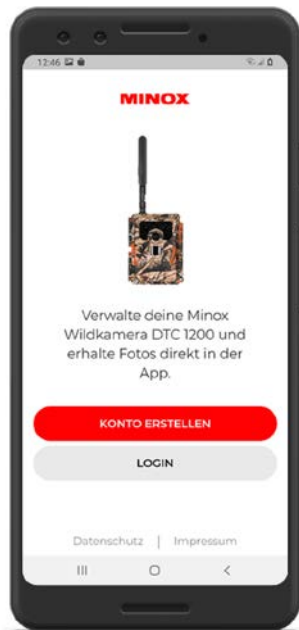 12:46
MINOX
Verwalte deine Minox
Wildkamera DTC 1200 und
erhalte Fotos direkt in der
App.
KONTO ERSTELLEN
LOGIN
Datenschutz | Impressum